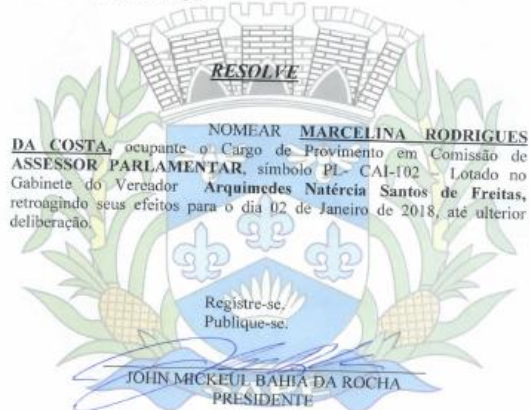 RESOLVE
NOMEAR MARCELINA RODRIGUES
DA COSTA, ocupante o Cargo de Provimento em Comissão de
ASSESSOR PARLAMENTAR, símbolo PL- CAI-102 Lotado no
Gabinete do Vereador Arquimedes Natércia Santos de Freitas,
retroagindo seus efeitos para o dia 02 de Janeiro de 2018, até ulterior
deliberação.
Registre-se,
Publique-se.
JOHN MICKEUL BAHIA DA ROCHA
PRESIDENTE